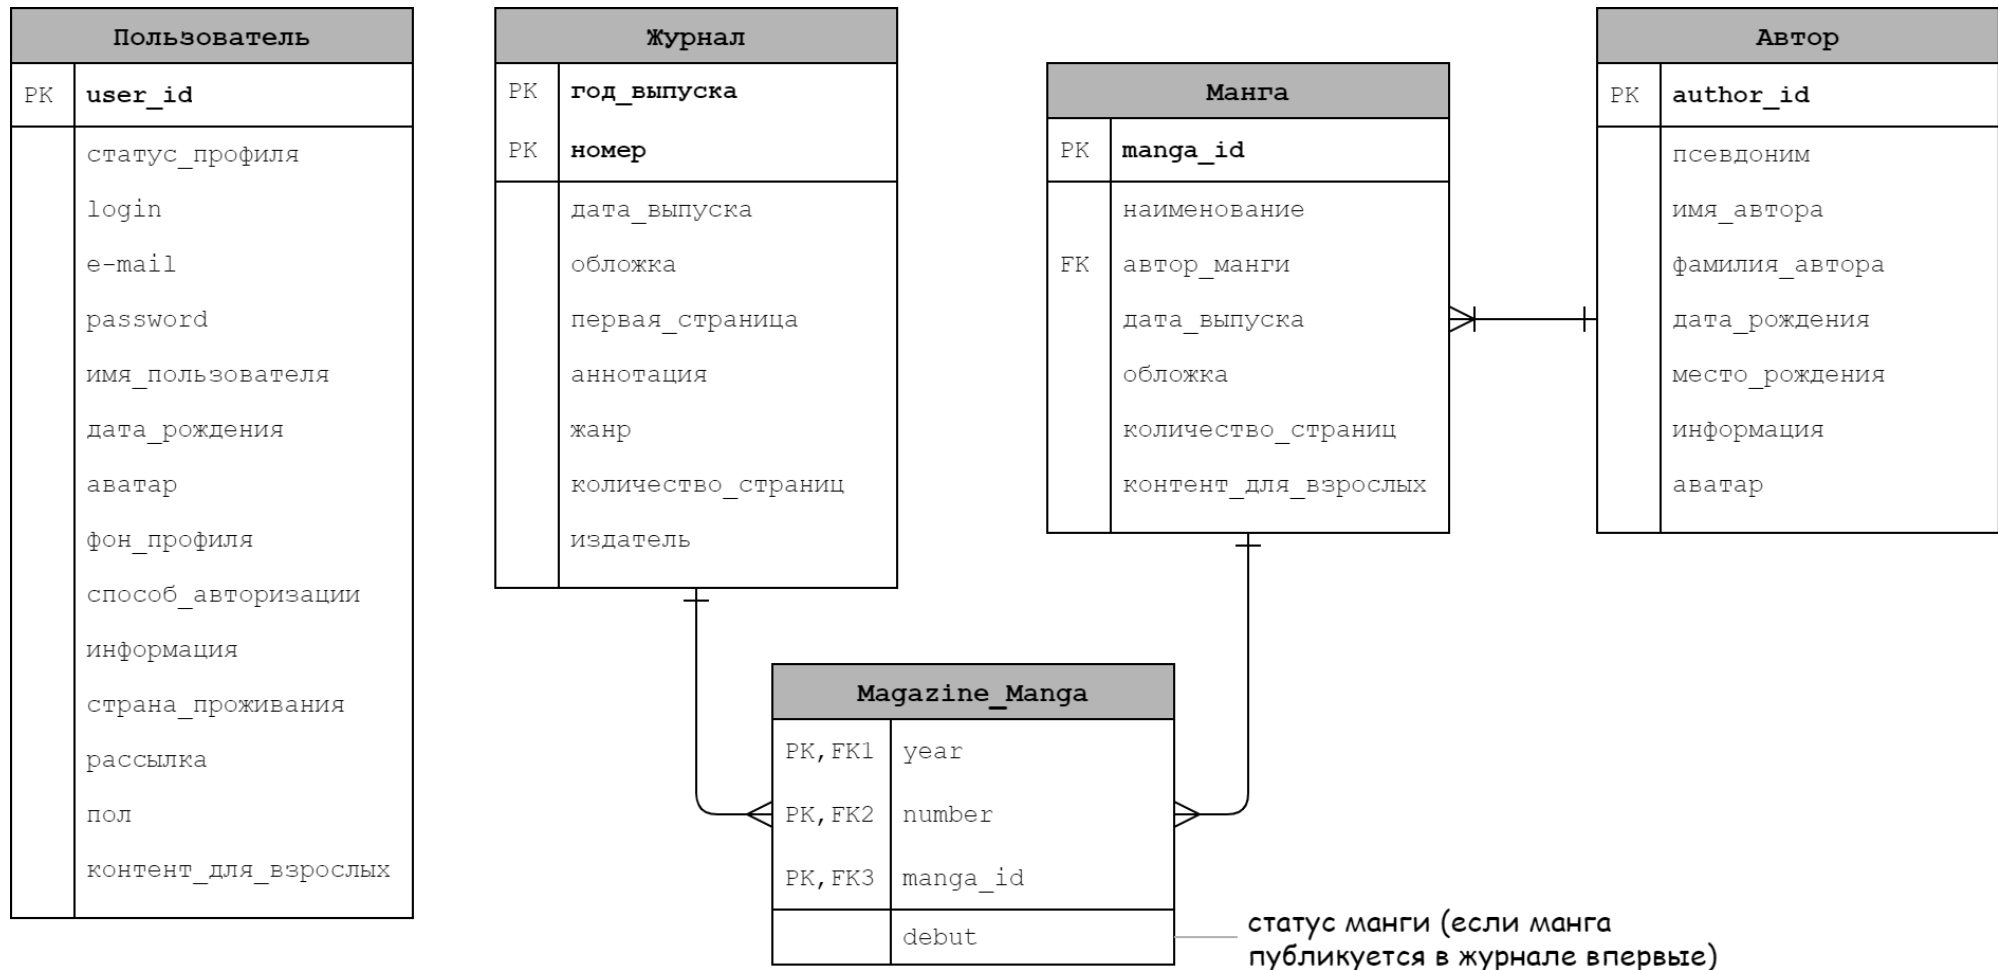 Пользователь
PK user_id
статус_профиля
login
e-mail
password
имя_пользователя
дата_рождения
аватар
фон_профиля
способ_авторизации
информация
страна_проживания
рассылка
пол
контент_для_взрослых
Журнал
PK год_выпуска
PK номер
дата_выпуска
обложка
первая_страница
аннотация
жанр
количество_страниц
издатель
Манга
PK manga_id
наименование
FK автор_манги
дата_выпуска
обложка
количество_страниц
контент_для_взрослых
Автор
PK author_id
псевдоним
имя_автора
фамилия_автора
дата_рождения
место_рождения
информация
аватар
Magazine_Manga
PK,FK1 year
PK,FK2 number
PK,FK3 manga_id
debut
статус манги (если манга
публикуется в журнале впервые)